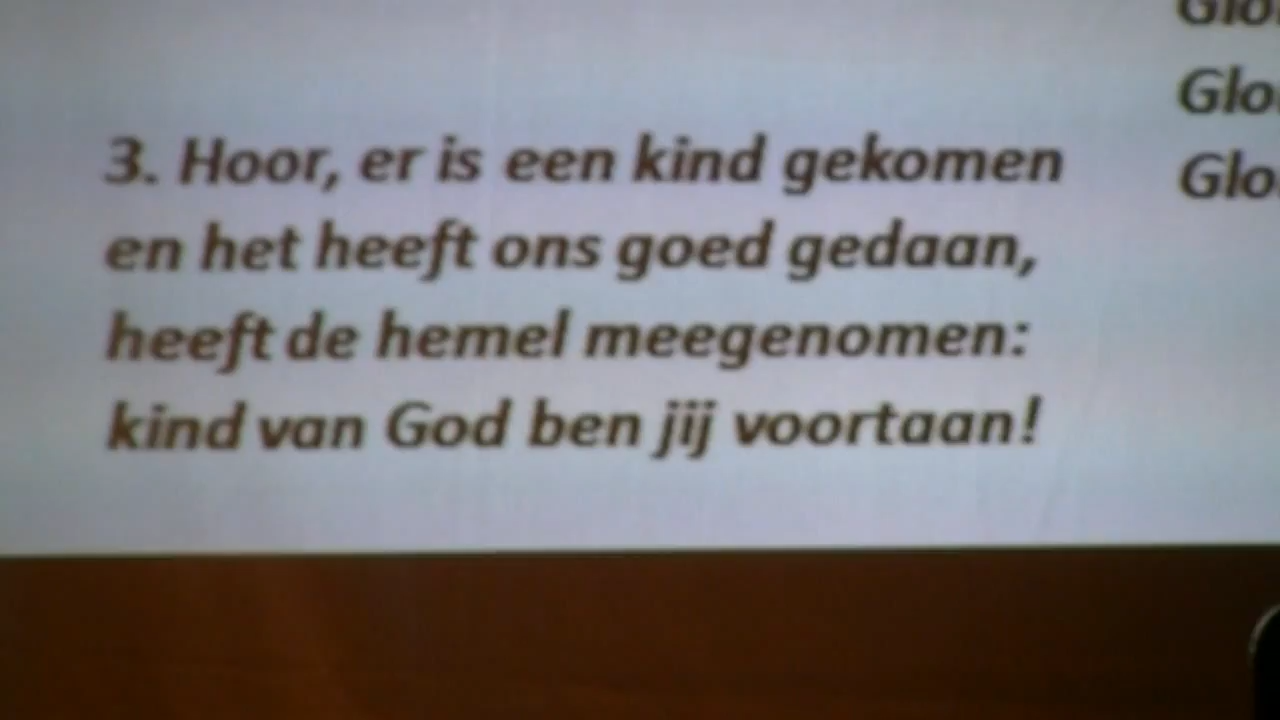 3. Hoor, er is een kind gekomen
en het heeft ons goed gedaan,
heeft de hemel meegenomen:
kind van God ben jij voortaan!